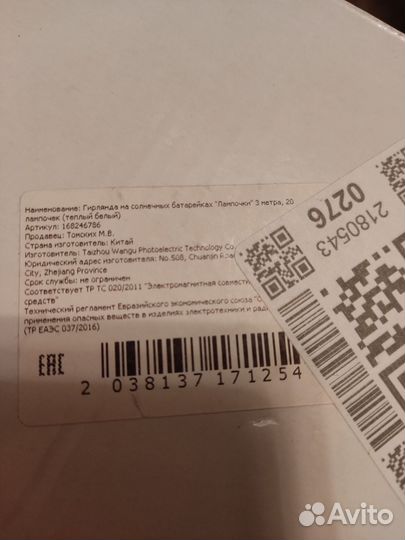 Наименование: Гирлянда на солнечных батарейках "Лампочки" 3 метра, 20
лампочек (теплый белый)
Артикул: 168246786
Продавец: Томских М.В.
Страна изготовитель: Китай
Изготовитель: Taizhou Wangu Photoelectric Technology Co.
Юридический адрес изготовителя: No.508, Chuannan Road
City, Zhejiang Province
Срок службы: не ограничен
Соответствует ТР ТС 020/2011 "Электромагнитная совмести
средств"
Технический регламент Евразийского экономического союза "О
применения опасных веществ в изделиях электротехники и ради
(ТР ЕАЭС 037/2016)
EAC
2 038137 171254
2180543
0276
Avito